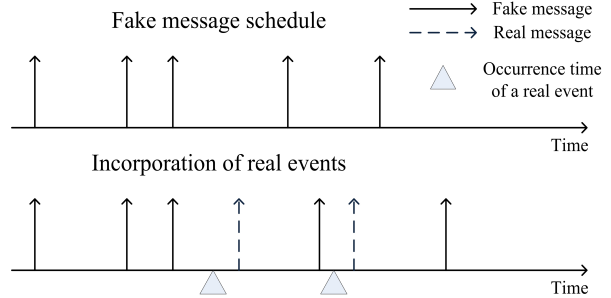 Fake message schedule
Fake message
Real message
Occurrence time
of a real event
Time
Incorporation of real events
Time